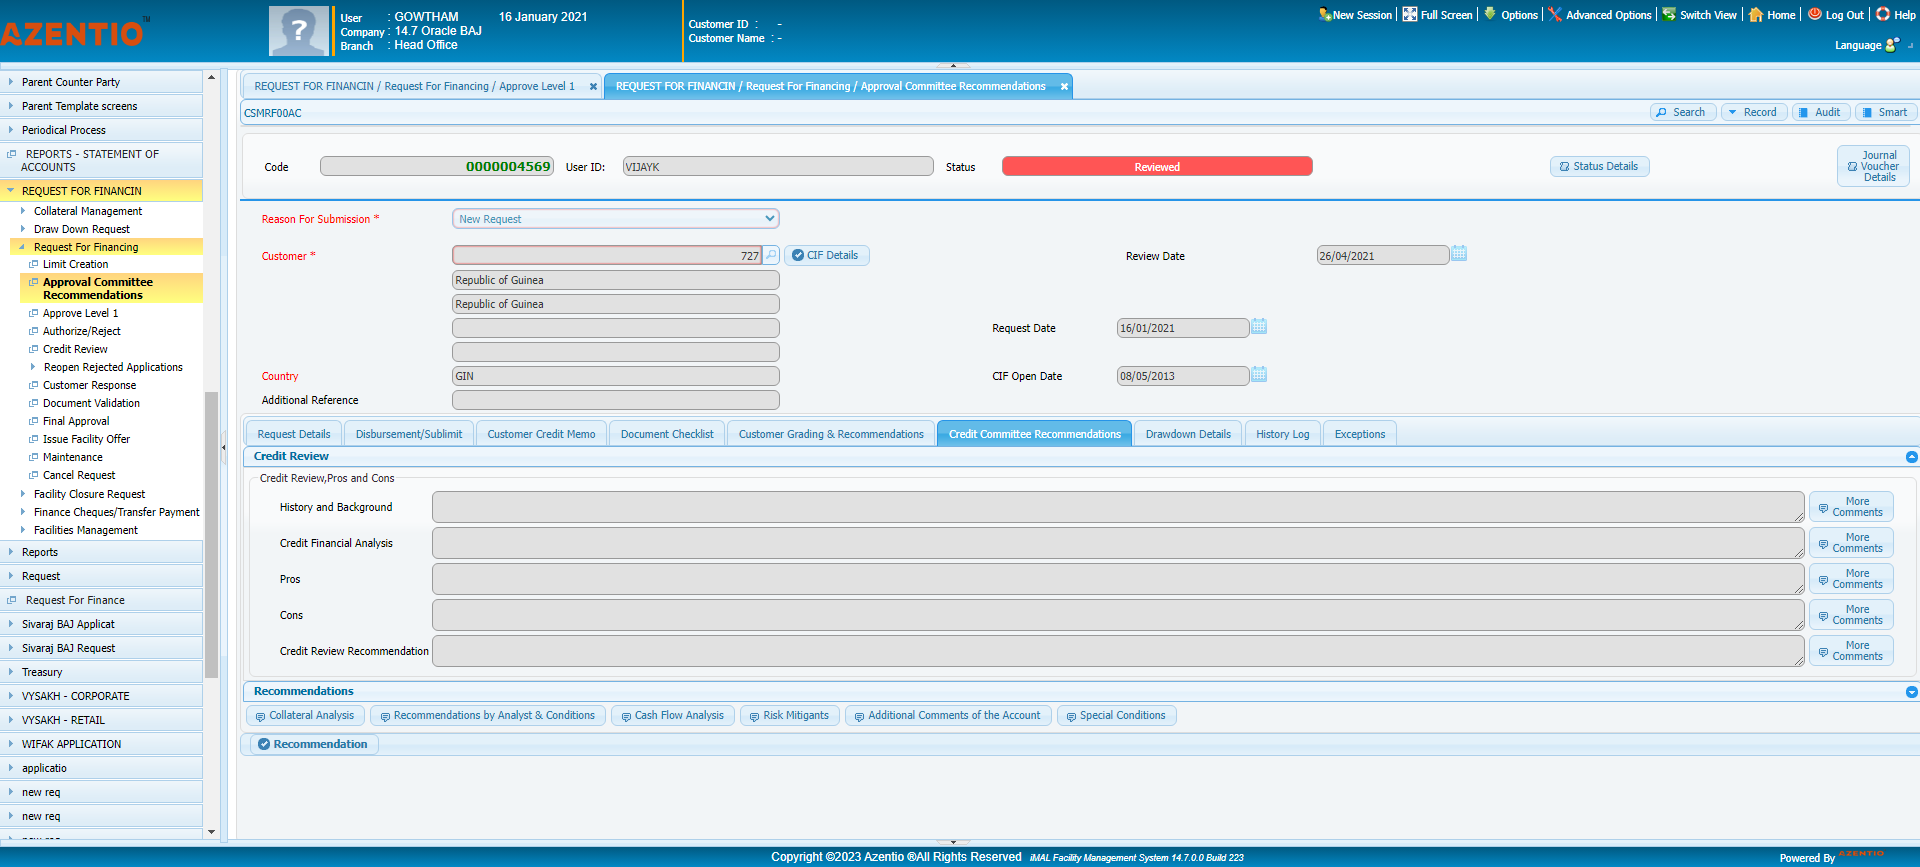 AZENTIO™
User : GOWTHAM 16 January 2021
Company : 14.7 Oracle BAJ
Branch : Head Office
Customer ID : -
Customer Name : -
New Session
Full Screen
Options
Advanced Options
Switch View
Home
Log Out
Help
Language
Parent Counter Party
Parent Template screens
Periodical Process
REPORTS - STATEMENT OF
ACCOUNTS
REQUEST FOR FINANCIN
Collateral Management
Draw Down Request
Request For Financing
Limit Creation
Approval Committee
Recommendations
Approve Level 1
Authorize/Reject
Credit Review
Reopen Rejected Applications
Customer Response
Document Validation
Final Approval
Issue Facility Offer
Maintenance
Cancel Request
Facility Closure Request
Finance Cheques/Transfer Payment
Facilities Management
Reports
Request
Request For Finance
Sivaraj BAJ Applicat
Sivaraj BAJ Request
Treasury
VYSAKH - CORPORATE
VYSAKH - RETAIL
WIFAK APPLICATION
applicatio
new req
new req
REQUEST FOR FINANCIN / Request For Financing / Approve Level 1
REQUEST FOR FINANCIN / Request For Financing / Approval Committee Recommendations
CSMRF00AC
Search
Record
Audit
Smart
Code 0000004569 User ID: VIJAYK Status Reviewed
Status Details
Journal
Voucher
Details
Reason For Submission * New Request
Customer * 727 CIF Details Review Date 26/04/2021
Republic of Guinea
Republic of Guinea
Request Date 16/01/2021
Country GIN CIF Open Date 08/05/2013
Additional Reference
Request Details
Disbursement/Sublimit
Customer Credit Memo
Document Checklist
Customer Grading & Recommendations
Credit Committee Recommendations
Drawdown Details
History Log
Exceptions
Credit Review
Credit Review,Pros and Cons
History and Background More
Comments
Credit Financial Analysis More
Comments
Pros More
Comments
Cons More
Comments
Credit Review Recommendation More
Comments
Recommendations
Collateral Analysis
Recommendations by Analyst & Conditions
Cash Flow Analysis
Risk Mitigants
Additional Comments of the Account
Special Conditions
Recommendation
Copyright ©2023 Azentio ®All Rights Reserved iMAL Facility Management System 14.7.0.0 Build 223
Powered By AZENTIO